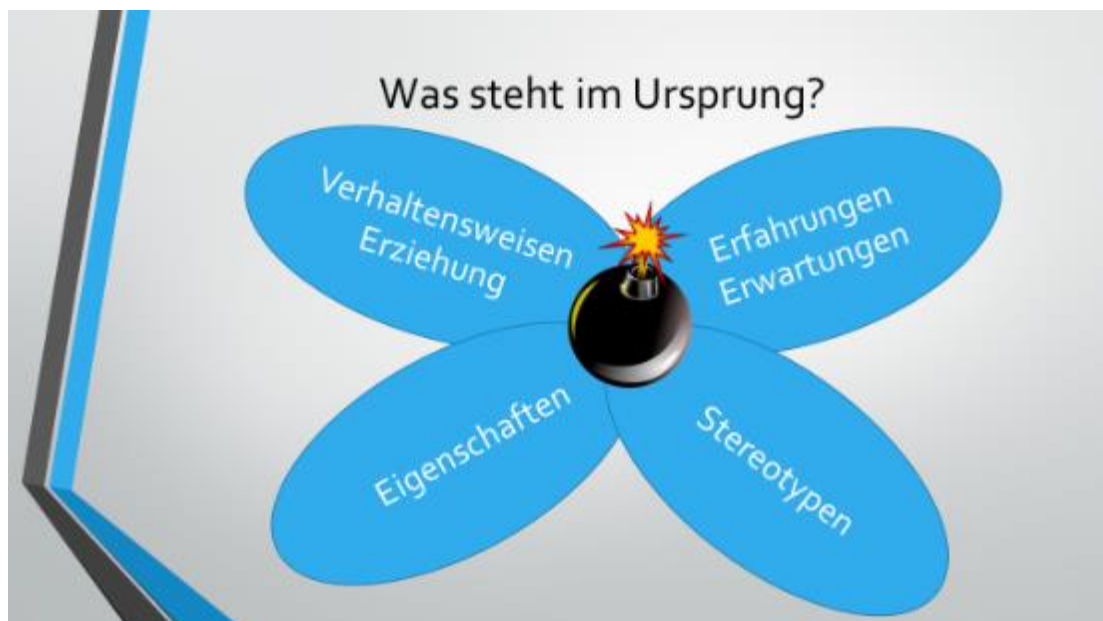 Was steht im Ursprung?
Verhaltensweisen
Erziehung
Erfahrungen
Erwartungen
Eigenschaften
Stereotypen